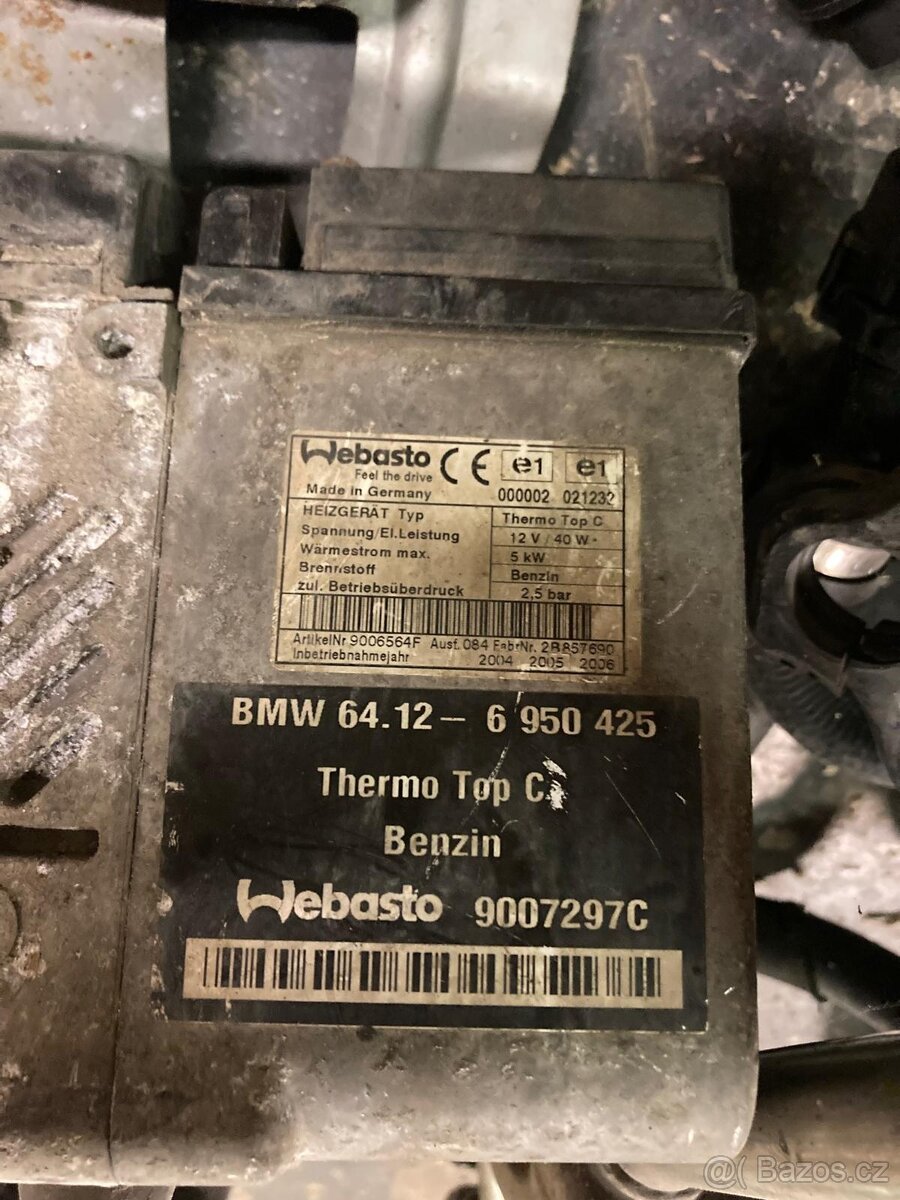 Webasto
Feel the drive
CE e1 e1
Made in Germany 000002 021232
HEIZGERÄT Typ Thermo Top C
Spannung/El.Leistung 12 V / 40 W
Wärmestrom max. 5 kW
Brennstoff Benzin
zul. Betriebsüberdruck 2,5 bar
ArtikelNr. 9006564F Ausf. 084 FabrNr. 2B857690
Inbetriebnahmejahr 2004 2005 2006
BMW 64.12 – 6 950 425
Thermo Top C
Benzin
Webasto 9007297C
@( Bazos.cz